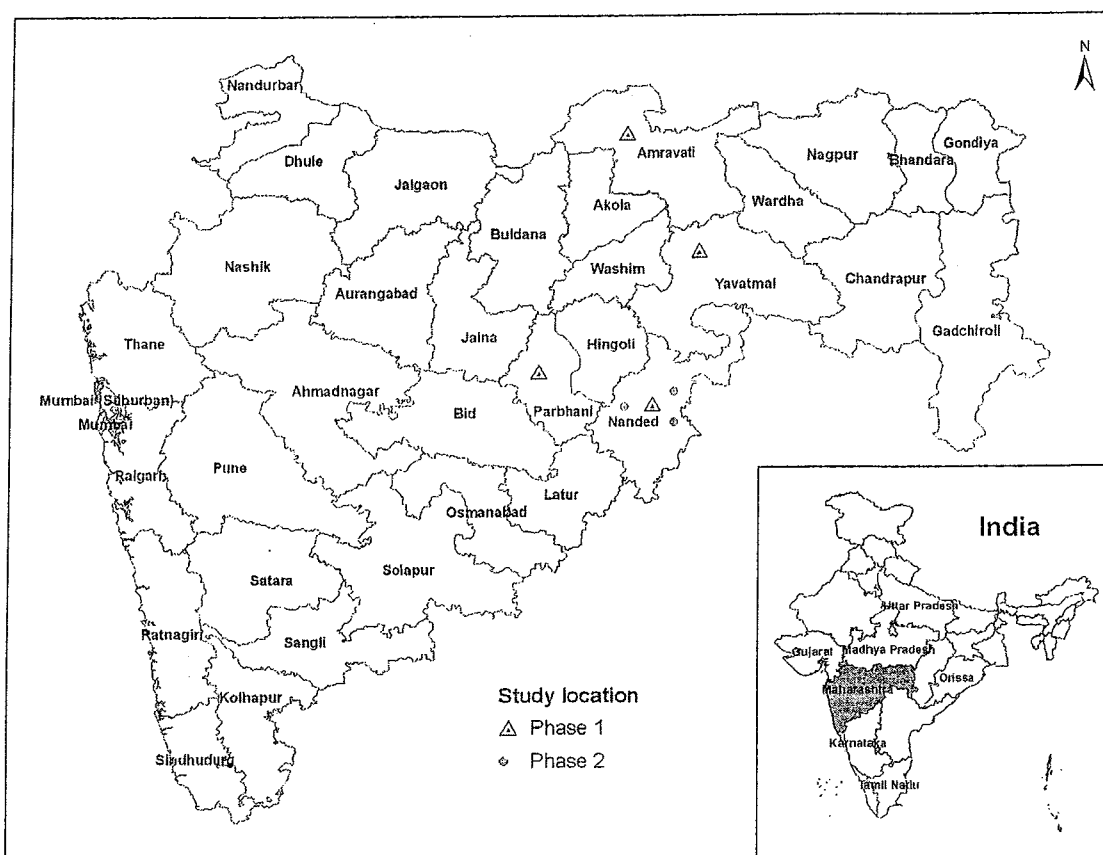 N
Nandurbar
Dhule
Jalgaon
Amravati
Nagpur
Bhandara
Gondiya
Akola
Wardha
Buldana
Nashik
Washim
Yavatmal
Chandrapur
Aurangabad
Jalna
Hingoli
Gadchiroli
Thane
Ahmadnagar
Mumbai (Suburban)
Mumbai
Bid
Parbhani
Nanded
Raigarh
Pune
Latur
Osmanabad
Satara
Solapur
Ratnagiri
Sangli
Kolhapur
Sindhudurg
Study location
Phase 1
Phase 2
India
Uttar Pradesh
Gujarat
Madhya Pradesh
Orissa
Maharashtra
Karnataka
Tamil Nadu